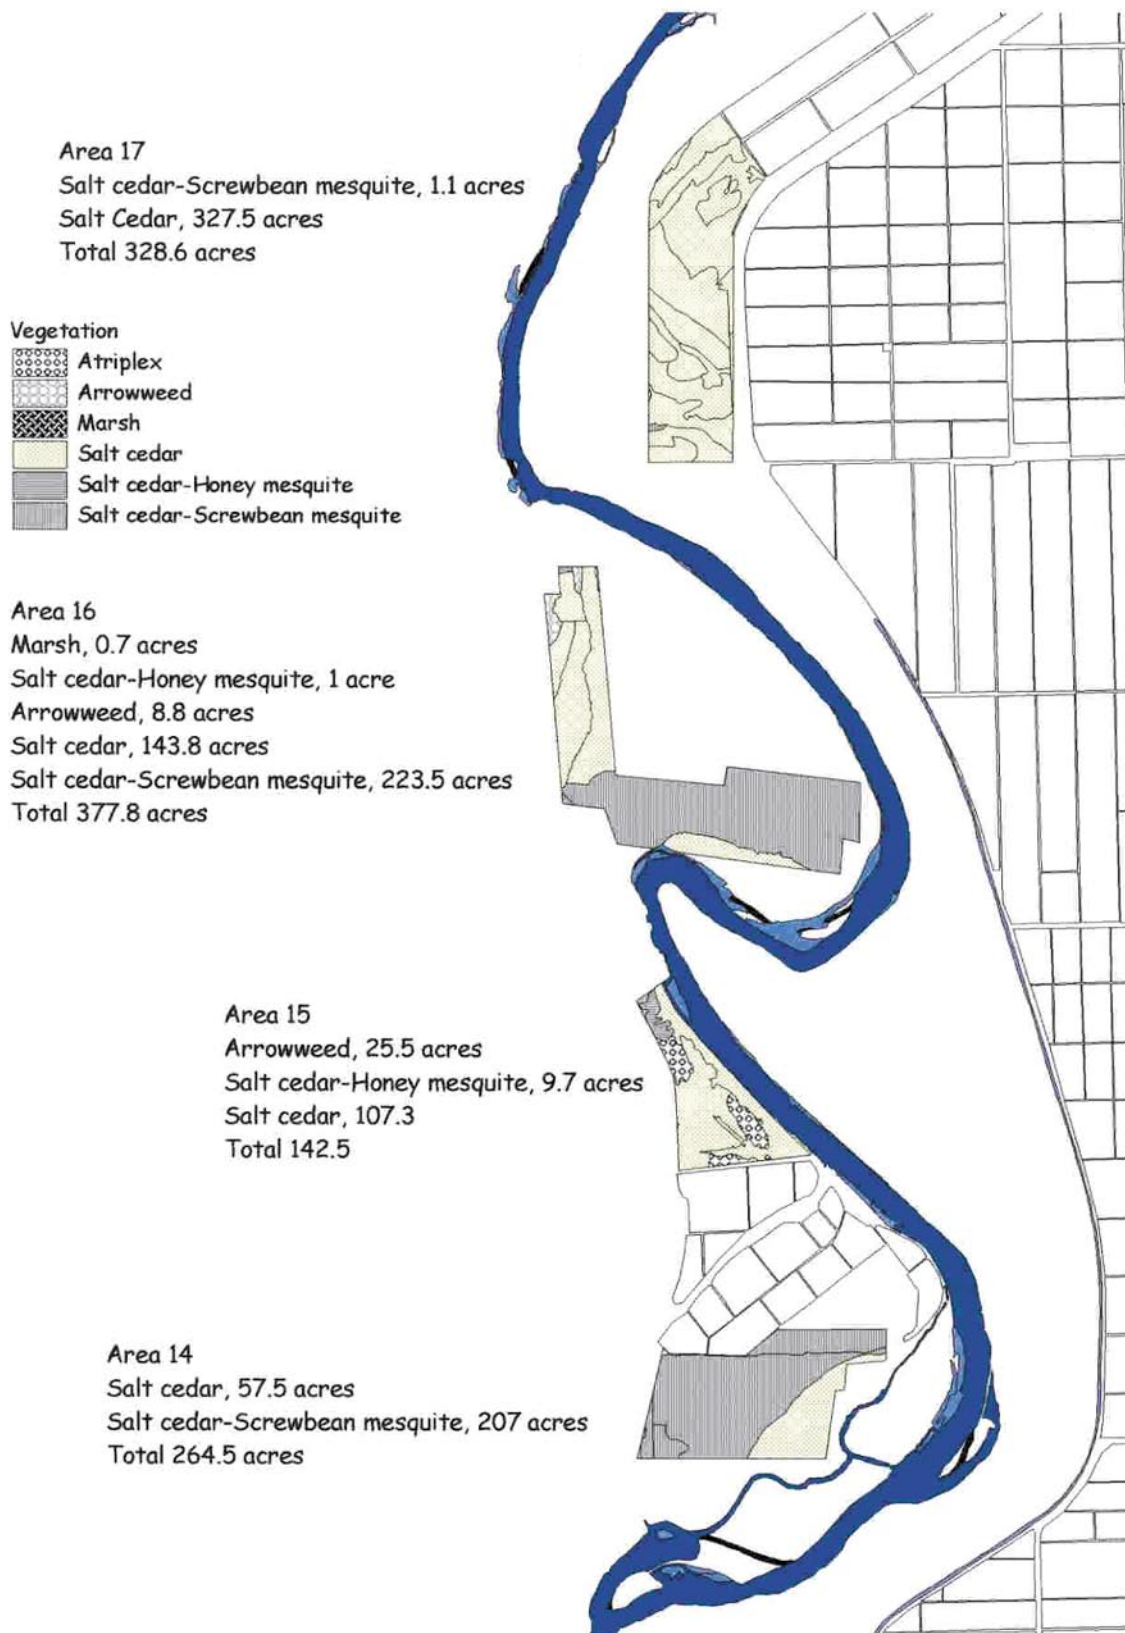 Area 17
Salt cedar-Screwbean mesquite, 1.1 acres
Salt Cedar, 327.5 acres
Total 328.6 acres
Vegetation
Atriplex
Arrowweed
Marsh
Salt cedar
Salt cedar-Honey mesquite
Salt cedar-Screwbean mesquite
Area 16
Marsh, 0.7 acres
Salt cedar-Honey mesquite, 1 acre
Arrowweed, 8.8 acres
Salt cedar, 143.8 acres
Salt cedar-Screwbean mesquite, 223.5 acres
Total 377.8 acres
Area 15
Arrowweed, 25.5 acres
Salt cedar-Honey mesquite, 9.7 acres
Salt cedar, 107.3
Total 142.5
Area 14
Salt cedar, 57.5 acres
Salt cedar-Screwbean mesquite, 207 acres
Total 264.5 acres